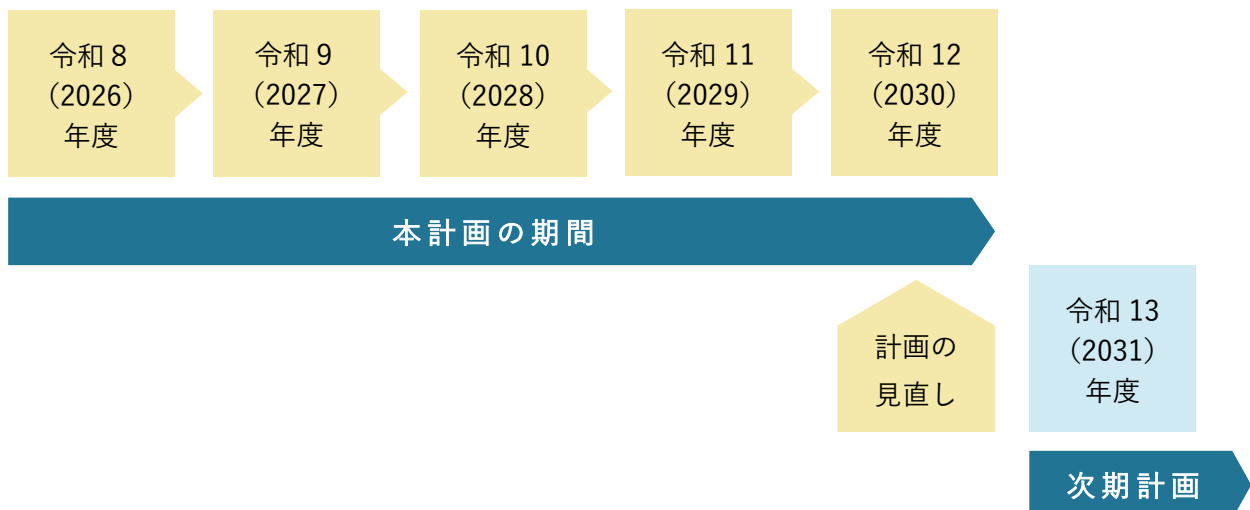 令和 8
（2026）
年度
令和 9
（2027）
年度
令和 10
（2028）
年度
令和 11
（2029）
年度
令和 12
（2030）
年度
本計画の期間
計画の
見直し
令和 13
（2031）
年度
次期計画